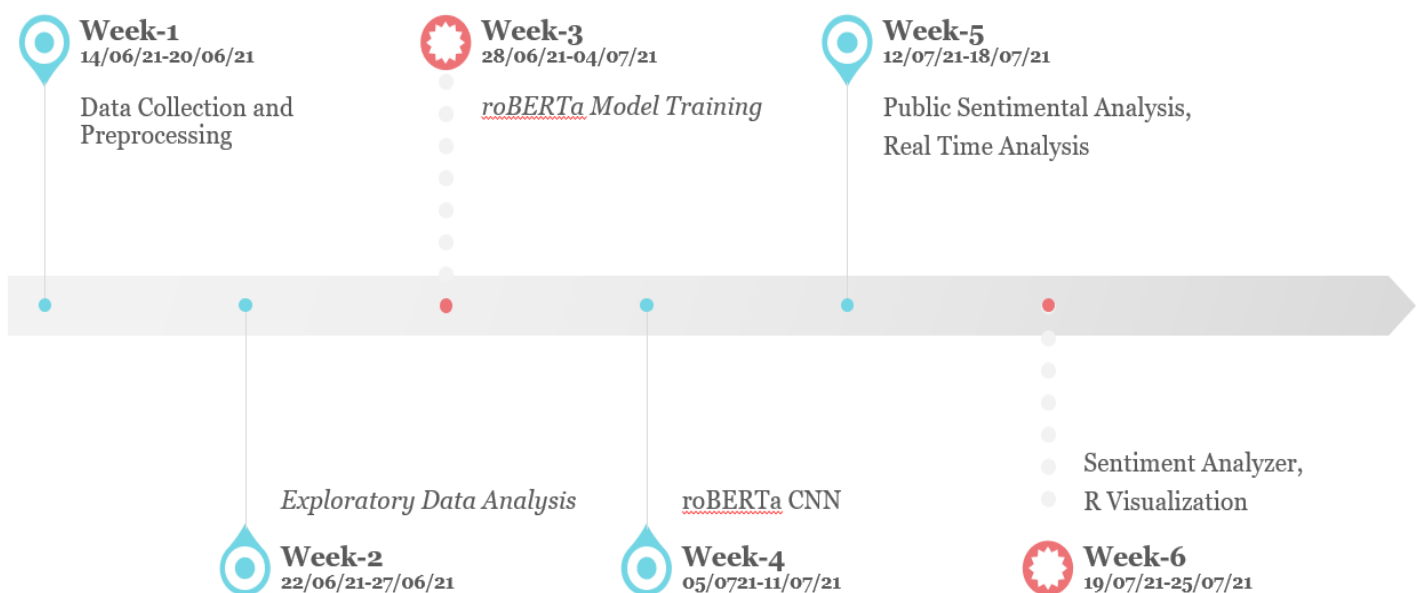 Week-1
14/06/21-20/06/21
Data Collection and
Preprocessing
Week-3
28/06/21-04/07/21
roBERTa Model Training
Week-5
12/07/21-18/07/21
Public Sentimental Analysis,
Real Time Analysis
Exploratory Data Analysis
Week-2
22/06/21-27/06/21
roBERTa CNN
Week-4
05/0721-11/07/21
Sentiment Analyzer,
R Visualization
Week-6
19/07/21-25/07/21